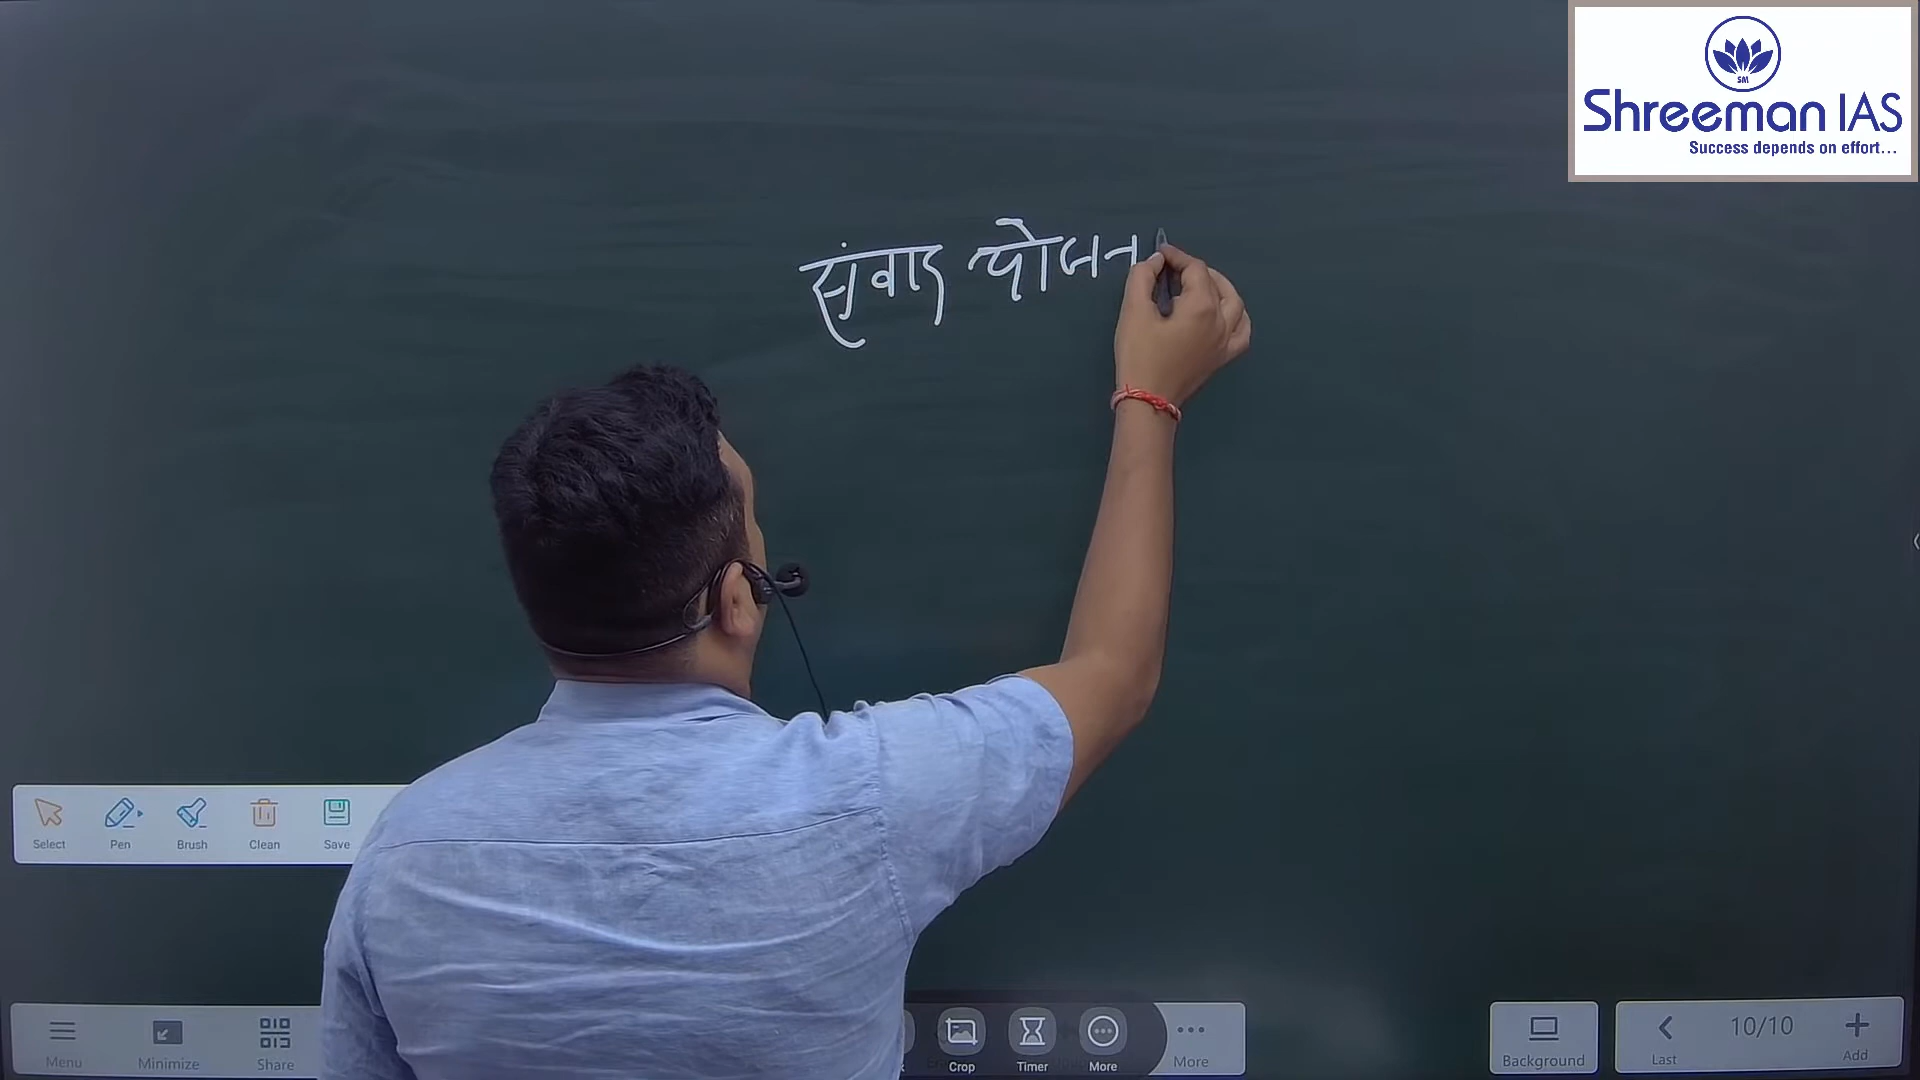 SM
Shreeman IAS
Success depends on effort...
संवाद योजन
Select
Pen
Brush
Clean
Save
Menu
Minimize
Share
Crop
Timer
More
More
Background
Last
10/10
Add